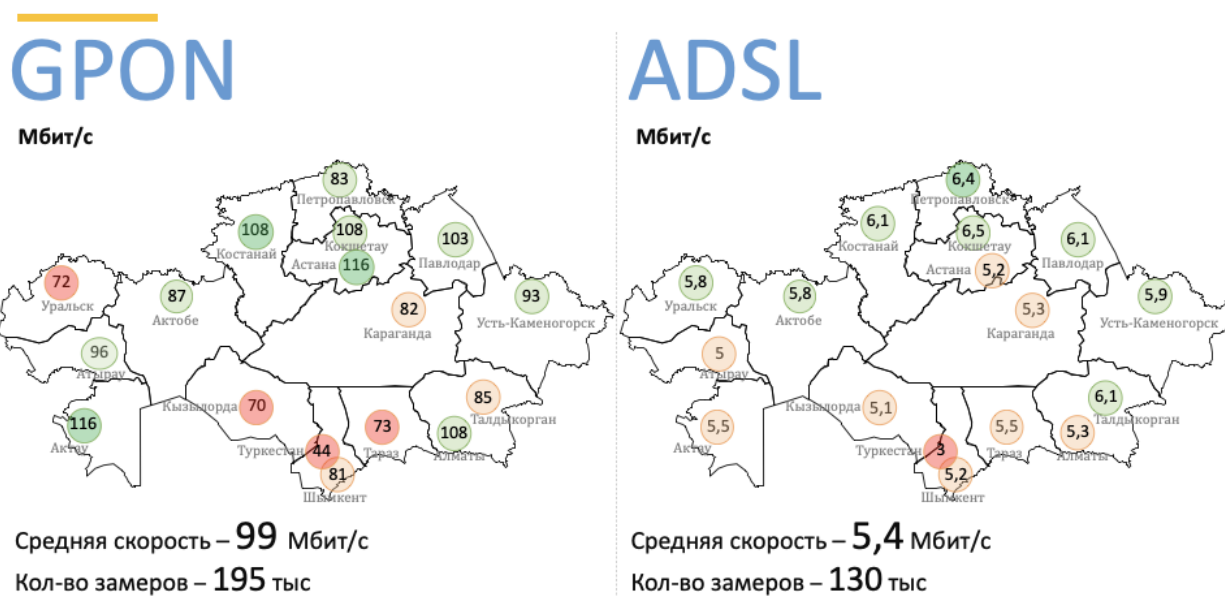 GPON
Мбит/с
83
Петропавловск
108
Костанай
108
Кокшетау
Астана 116
103
Павлодар
72
Уральск
87
Актобе
93
Усть-Каменогорск
82
Караганда
96
Атырау
116
Актау
Кызылорда 70
85
Талдыкорган
73
Тараз
108
Алматы
Туркестан 44
81
Шымкент
Средняя скорость – 99 Мбит/с
Кол-во замеров – 195 тыс
ADSL
Мбит/с
6,4
Петропавловск
6,1
Костанай
6,5
Кокшетау
Астана 5,2
6,1
Павлодар
5,8
Уральск
5,8
Актобе
5,9
Усть-Каменогорск
5,3
Караганда
5
Атырау
5,5
Актау
Кызылорда 5,1
6,1
Талдыкорган
5,5
Тараз
5,3
Алматы
Туркестан 3
5,2
Шымкент
Средняя скорость – 5,4 Мбит/с
Кол-во замеров – 130 тыс